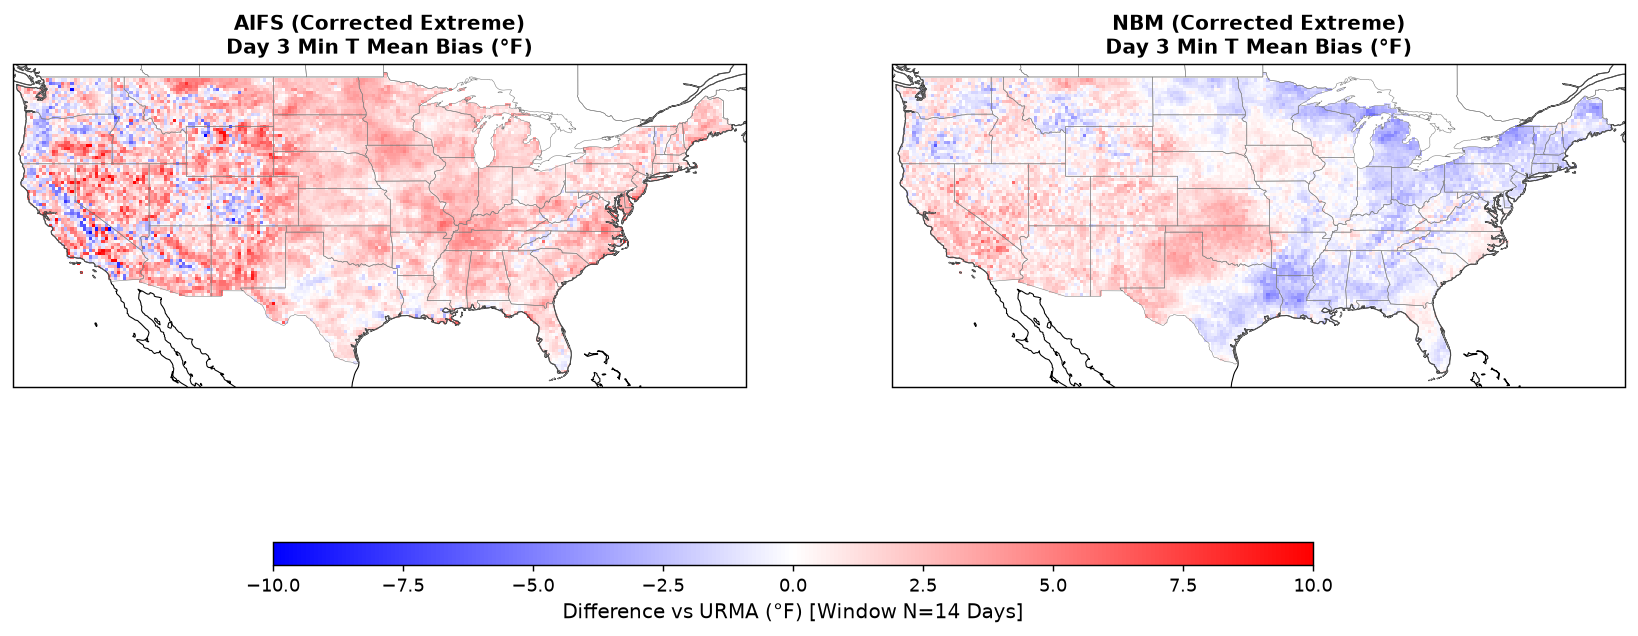 AIFS (Corrected Extreme)
Day 3 Min T Mean Bias (°F)
NBM (Corrected Extreme)
Day 3 Min T Mean Bias (°F)
−10.0 −7.5 −5.0 −2.5 0.0 2.5 5.0 7.5 10.0
Difference vs URMA (°F) [Window N=14 Days]